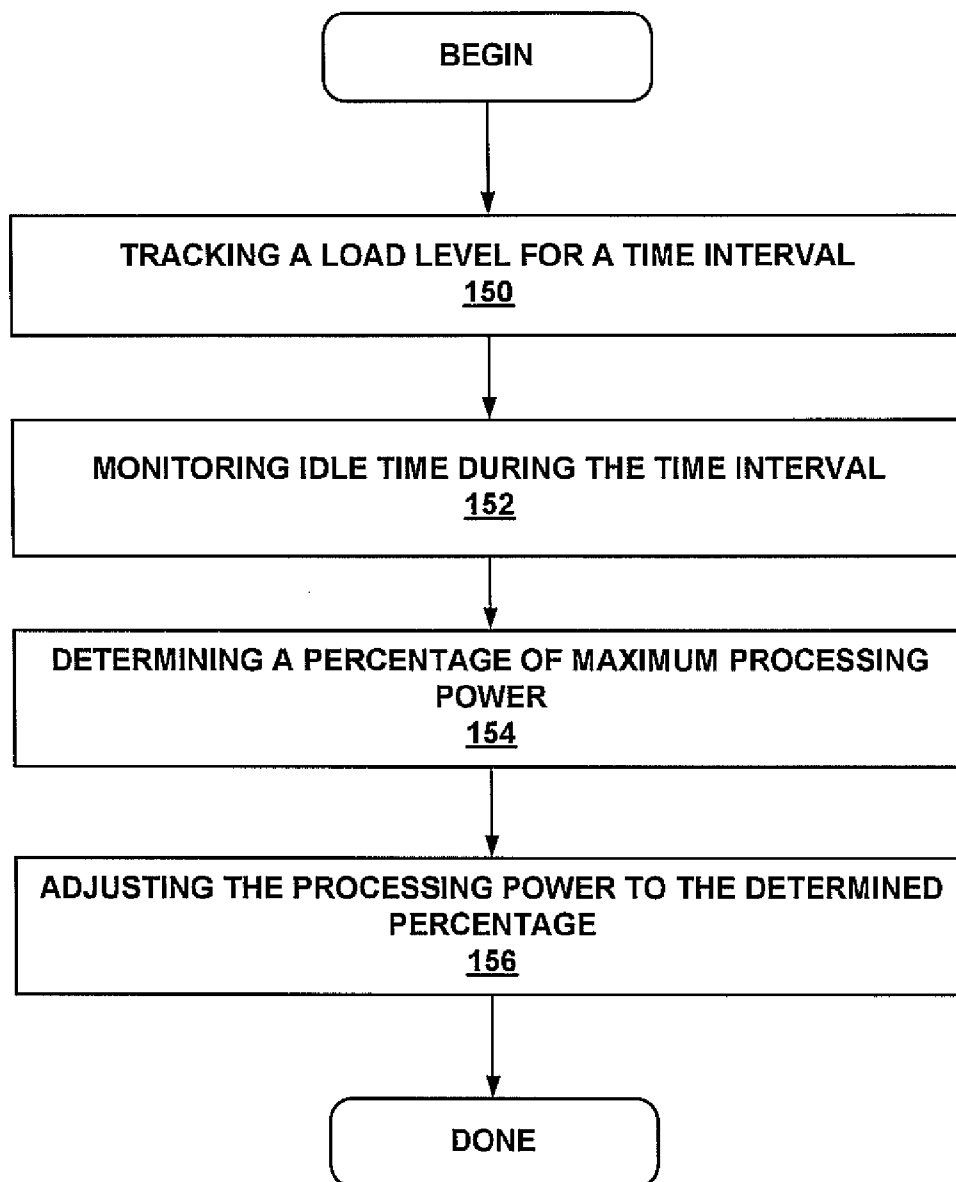 BEGIN
TRACKING A LOAD LEVEL FOR A TIME INTERVAL
150
MONITORING IDLE TIME DURING THE TIME INTERVAL
152
DETERMINING A PERCENTAGE OF MAXIMUM PROCESSING
POWER
154
ADJUSTING THE PROCESSING POWER TO THE DETERMINED
PERCENTAGE
156
DONE